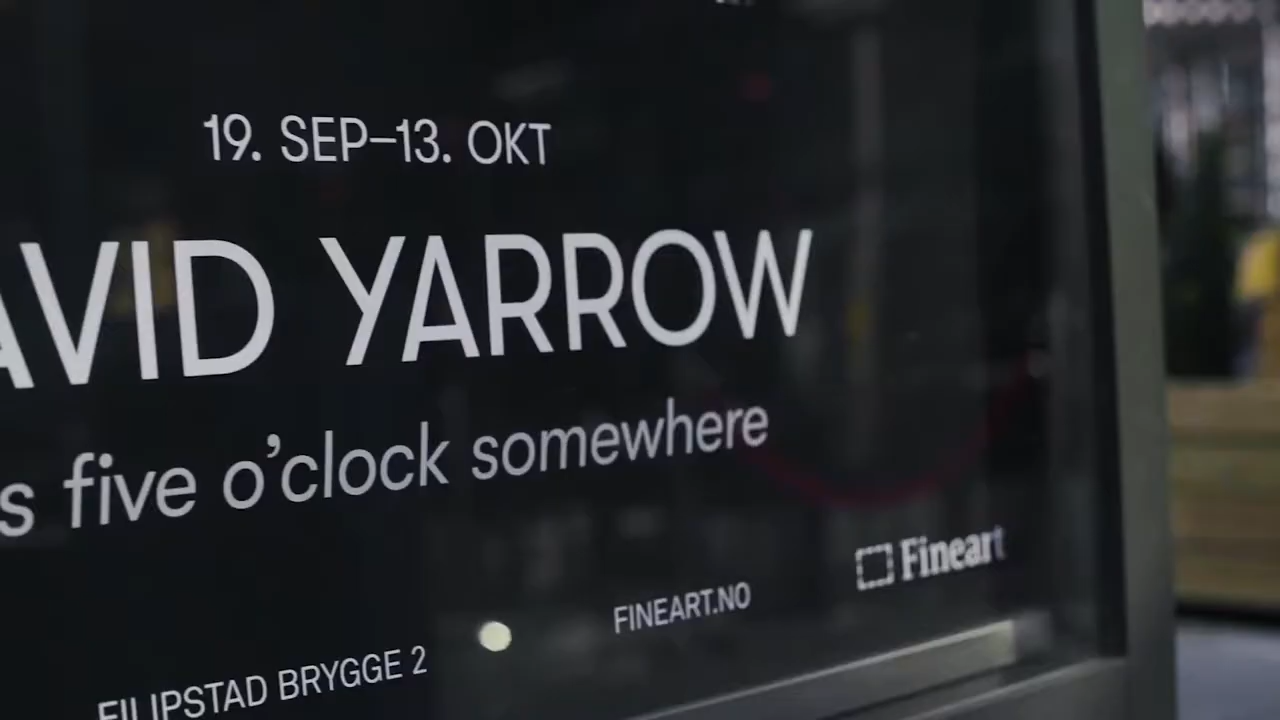 19. SEP–13. OKT
AVID YARROW
s five o'clock somewhere
Fineart
FINEART.NO
FILIPSTAD BRYGGE 2